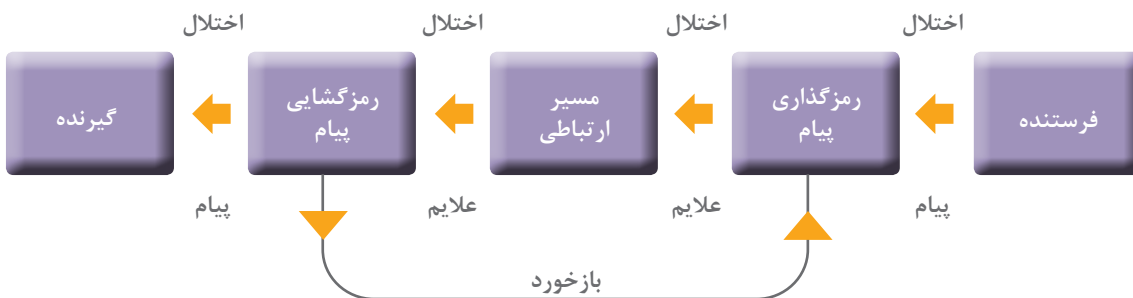 اختلال اختلال اختلال اختلال
فرستنده
رمزگذاری
پیام
مسیر
ارتباطی
رمزگشایی
پیام
گیرنده
پیام علایم علایم پیام
بازخورد